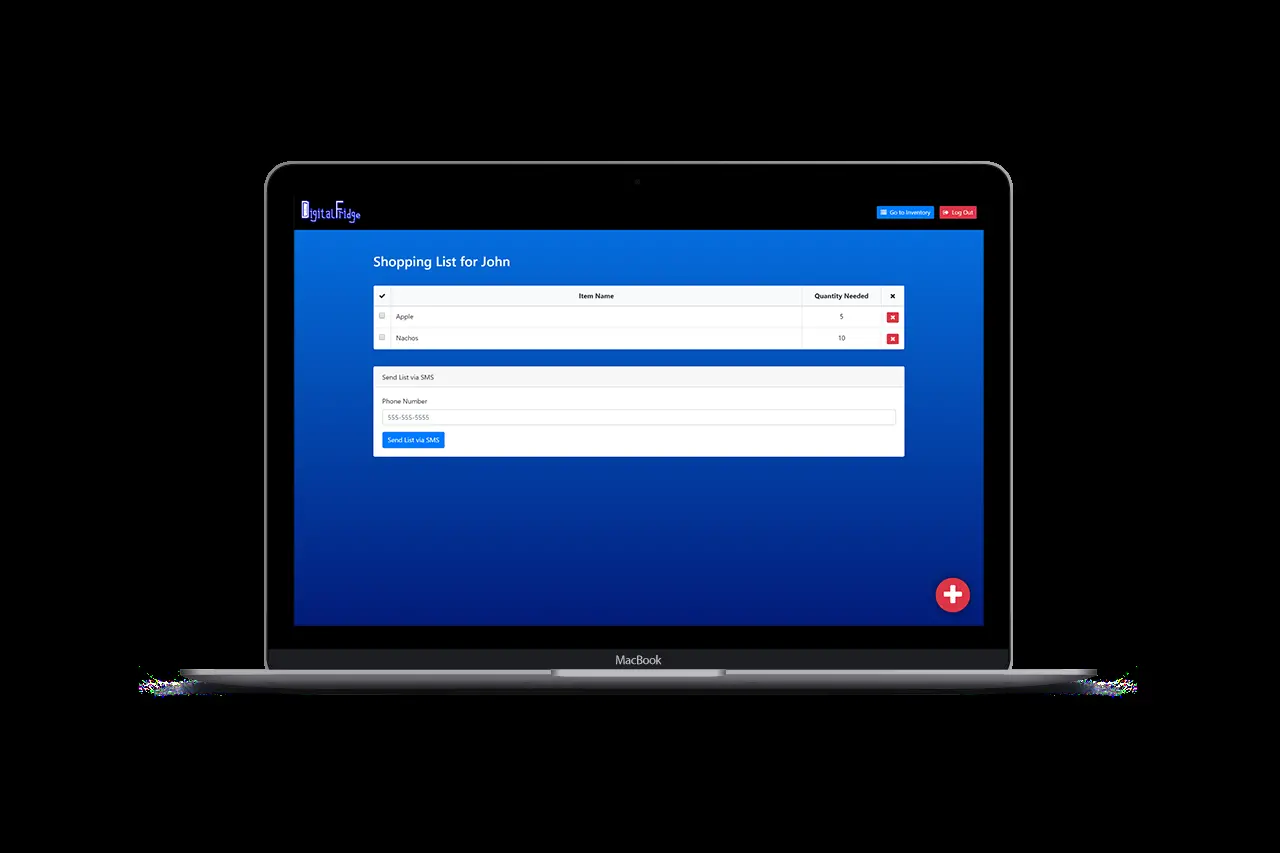 DigitalFridge
Go to Inventory
Log Out
Shopping List for John
Item Name Quantity Needed
Apple 5
Nachos 10
Send List via SMS
Phone Number
555-555-5555
Send List via SMS
MacBook